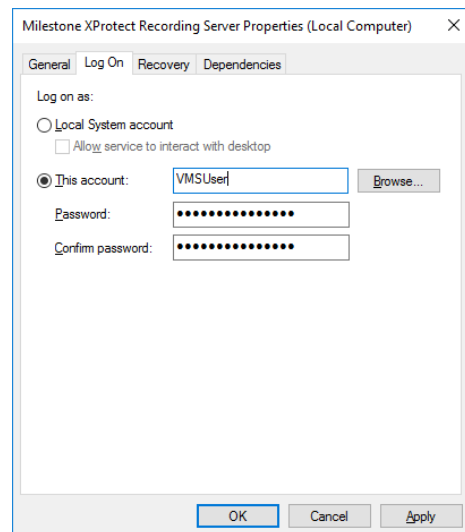 Milestone XProtect Recording Server Properties (Local Computer)
General Log On Recovery Dependencies
Log on as:
Local System account
Allow service to interact with desktop
This account: VMSUser Browse...
Password: ●●●●●●●●●●●●●●●
Confirm password: ●●●●●●●●●●●●●●●
OK Cancel Apply